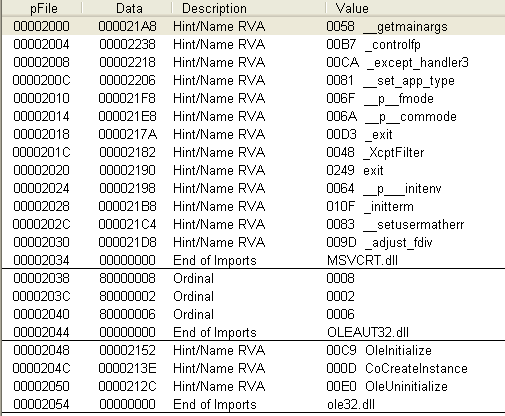 pFile Data Description Value
00002000 000021A8 Hint/Name RVA 0058 __getmainargs
00002004 00002238 Hint/Name RVA 00B7 _controlfp
00002008 00002218 Hint/Name RVA 00CA _except_handler3
0000200C 00002206 Hint/Name RVA 0081 __set_app_type
00002010 000021F8 Hint/Name RVA 006F __p__fmode
00002014 000021E8 Hint/Name RVA 006A __p__commode
00002018 0000217A Hint/Name RVA 00D3 _exit
0000201C 00002182 Hint/Name RVA 0048 _XcptFilter
00002020 00002190 Hint/Name RVA 0249 exit
00002024 00002198 Hint/Name RVA 0064 __p___initenv
00002028 000021B8 Hint/Name RVA 010F _initterm
0000202C 000021C4 Hint/Name RVA 0083 __setusermatherr
00002030 000021D8 Hint/Name RVA 009D _adjust_fdiv
00002034 00000000 End of Imports MSVCRT.dll
00002038 80000008 Ordinal 0008
0000203C 80000002 Ordinal 0002
00002040 80000006 Ordinal 0006
00002044 00000000 End of Imports OLEAUT32.dll
00002048 00002152 Hint/Name RVA 00C9 OleInitialize
0000204C 0000213E Hint/Name RVA 000D CoCreateInstance
00002050 0000212C Hint/Name RVA 00E0 OleUninitialize
00002054 00000000 End of Imports ole32.dll